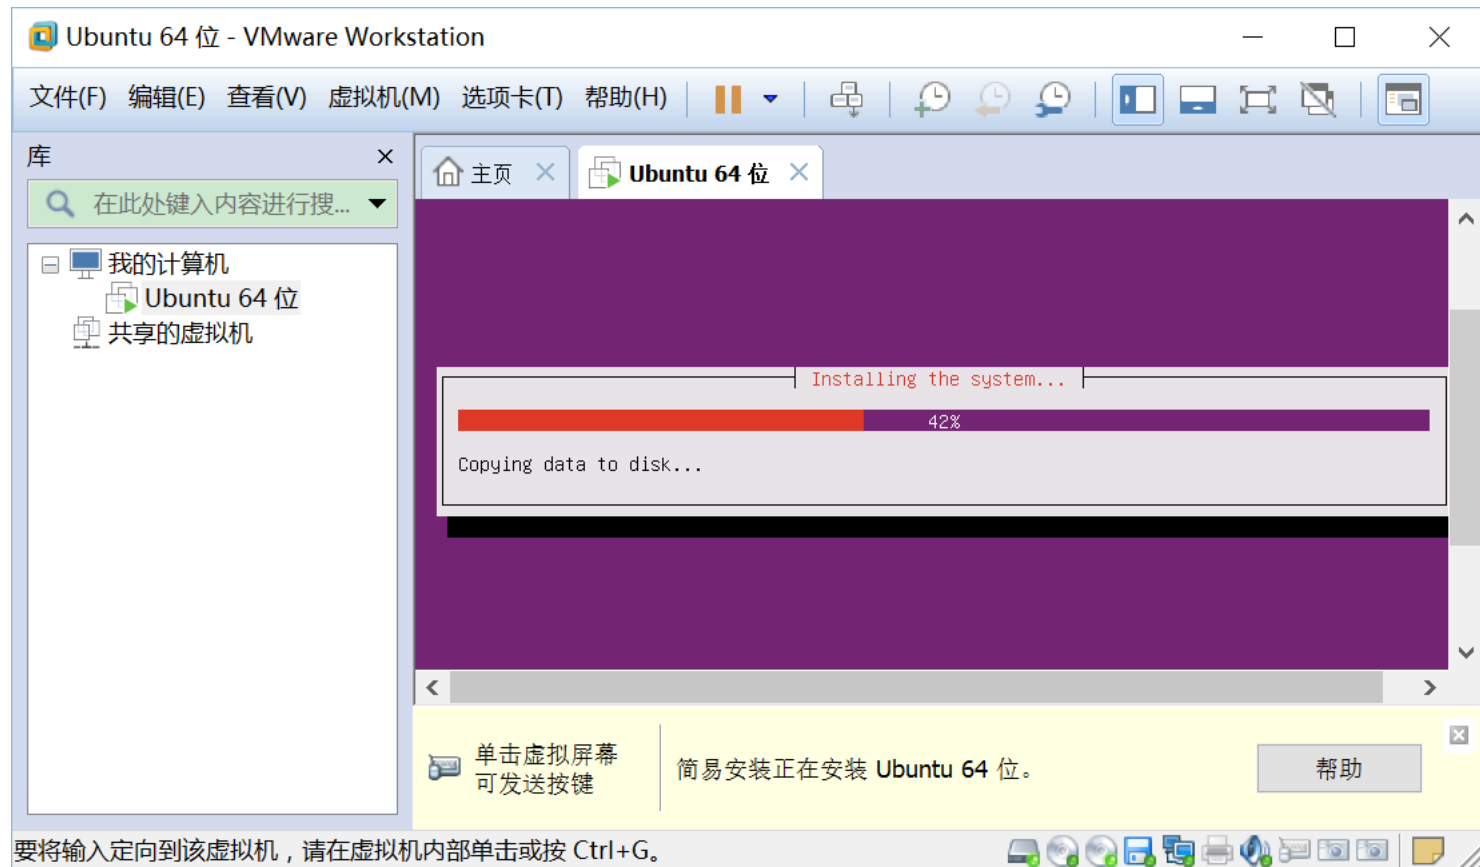 Ubuntu 64 位 - VMware Workstation
文件(F) 编辑(E) 查看(V) 虚拟机(M) 选项卡(T) 帮助(H)
库
在此处键入内容进行搜...
我的计算机
Ubuntu 64 位
共享的虚拟机
主页
Ubuntu 64 位
Installing the system...
42%
Copying data to disk...
单击虚拟屏幕
可发送按键
简易安装正在安装 Ubuntu 64 位。
帮助
要将输入定向到该虚拟机，请在虚拟机内部单击或按 Ctrl+G。